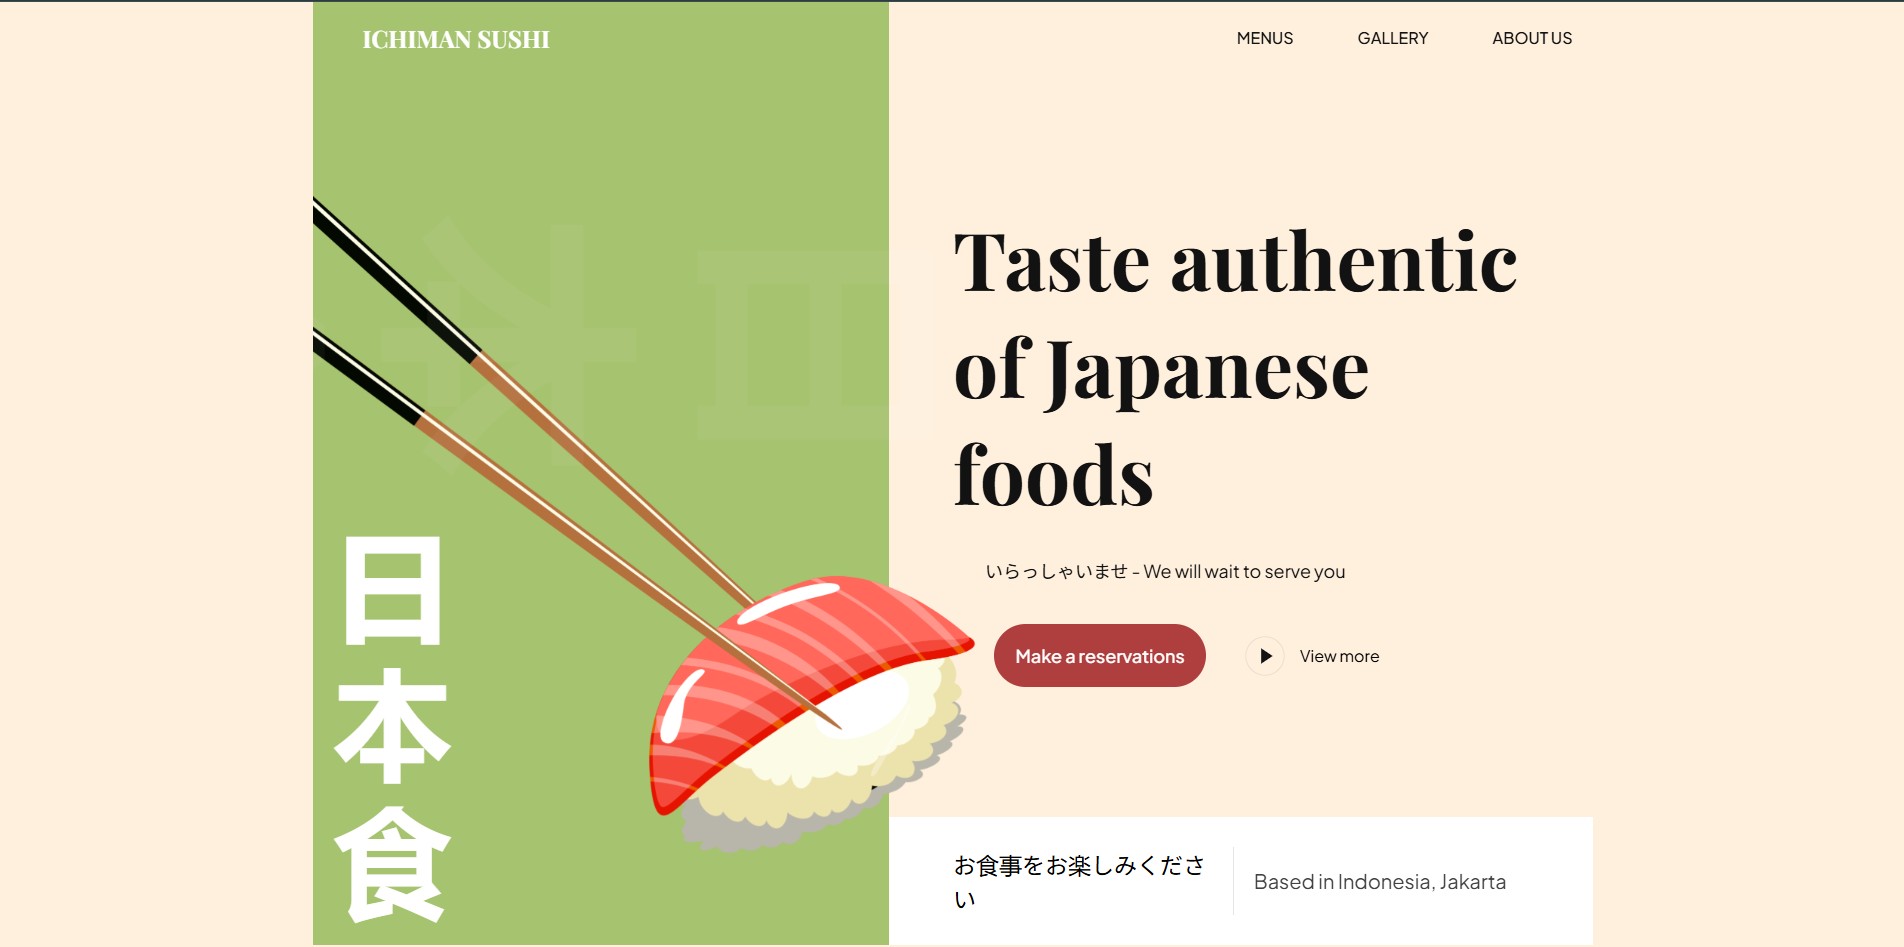 ICHIMAN SUSHI
MENUS
GALLERY
ABOUT US
Taste authentic
of Japanese
foods
いらっしゃいませ - We will wait to serve you
Make a reservations
View more
日
本
食
お食事をお楽しみくださ
い
Based in Indonesia, Jakarta